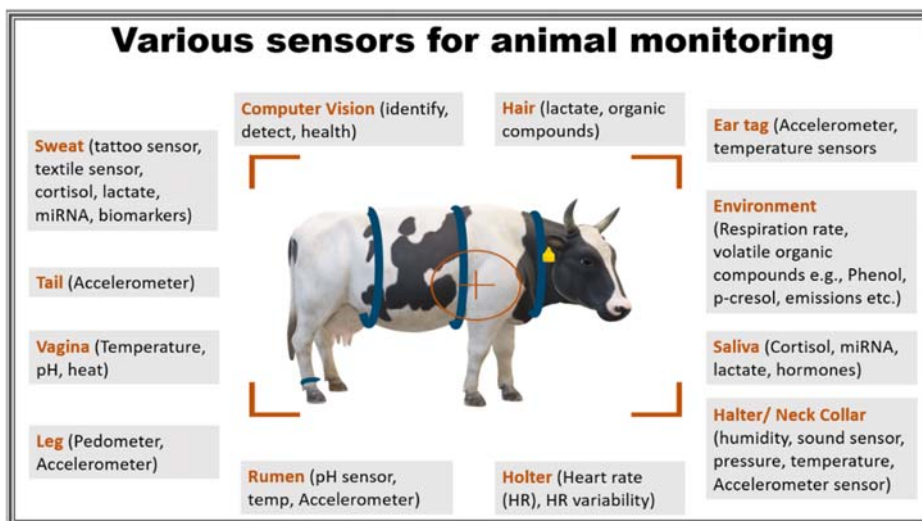 Various sensors for animal monitoring
Computer Vision (identify,
detect, health)
Hair (lactate, organic
compounds)
Ear tag (Accelerometer,
temperature sensors
Sweat (tattoo sensor,
textile sensor,
cortisol, lactate,
miRNA, biomarkers)
Environment
(Respiration rate,
volatile organic
compounds e.g., Phenol,
p-cresol, emissions etc.)
Tail (Accelerometer)
Vagina (Temperature,
pH, heat)
Saliva (Cortisol, miRNA,
lactate, hormones)
Leg (Pedometer,
Accelerometer)
Halter/ Neck Collar
(humidity, sound sensor,
pressure, temperature,
Accelerometer sensor)
Rumen (pH sensor,
temp, Accelerometer)
Holter (Heart rate
(HR), HR variability)